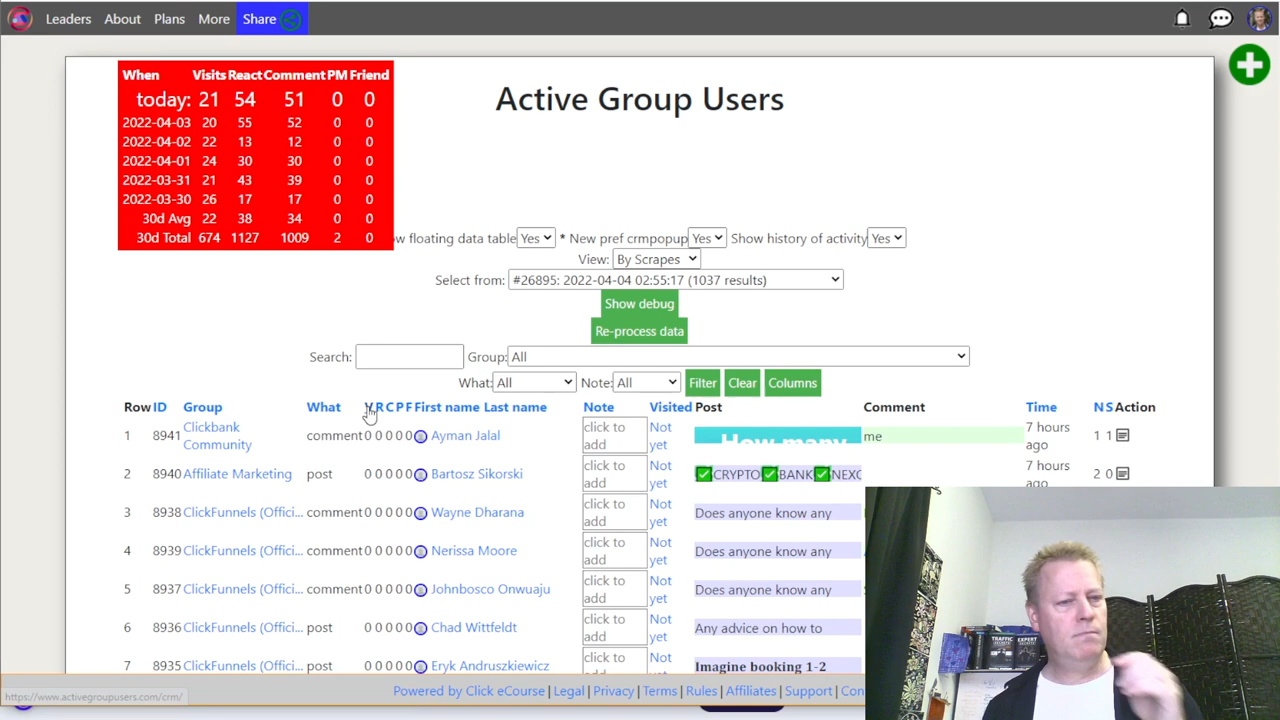 Leaders About Plans More Share
Active Group Users
When Visits React Comment PM Friend
today: 21 54 51 0 0
2022-04-03 20 55 52 0 0
2022-04-02 22 13 12 0 0
2022-04-01 24 30 30 0 0
2022-03-31 21 43 39 0 0
2022-03-30 26 17 17 0 0
30d Avg 22 38 34 0 0
30d Total 674 1127 1009 2 0
floating data table Yes * New pref crmpopup Yes Show history of activity Yes
View: By Scrapes
Select from: #26895: 2022-04-04 02:55:17 (1037 results)
Show debug
Re-process data
Search: Group: All
What: All Note: All Filter Clear Columns
Row ID Group What V R C P F First name Last name Note Visited Post Comment Time N S Action
1 8941 Clickbank Community comment 0 0 0 0 0 Ayman Jalal click to add Not yet How many me 7 hours ago 1 1
2 8940 Affiliate Marketing post 0 0 0 0 0 Bartosz Sikorski click to add Not yet ✅CRYPTO✅BANK✅NEXO 7 hours ago 2 0
3 8938 ClickFunnels (Offici... comment 0 0 0 0 0 Wayne Dharana click to add Not yet Does anyone know any
4 8939 ClickFunnels (Offici... comment 0 0 0 0 0 Nerissa Moore click to add Not yet Does anyone know any
5 8937 ClickFunnels (Offici... comment 0 0 0 0 0 Johnbosco Onwuaju click to add Not yet Does anyone know any
6 8936 ClickFunnels (Offici... post 0 0 0 0 0 Chad Wittfeldt click to add Not yet Any advice on how to
7 8935 ClickFunnels (Offici... post 0 0 0 0 0 Eryk Andruszkiewicz click to add Not yet Imagine booking 1-2
https://www.activegroupusers.com/crm/
Powered by Click eCourse | Legal | Privacy | Terms | Rules | Affiliates | Support | Con
TRAFFIC SECRETS
EXPERT SECRETS